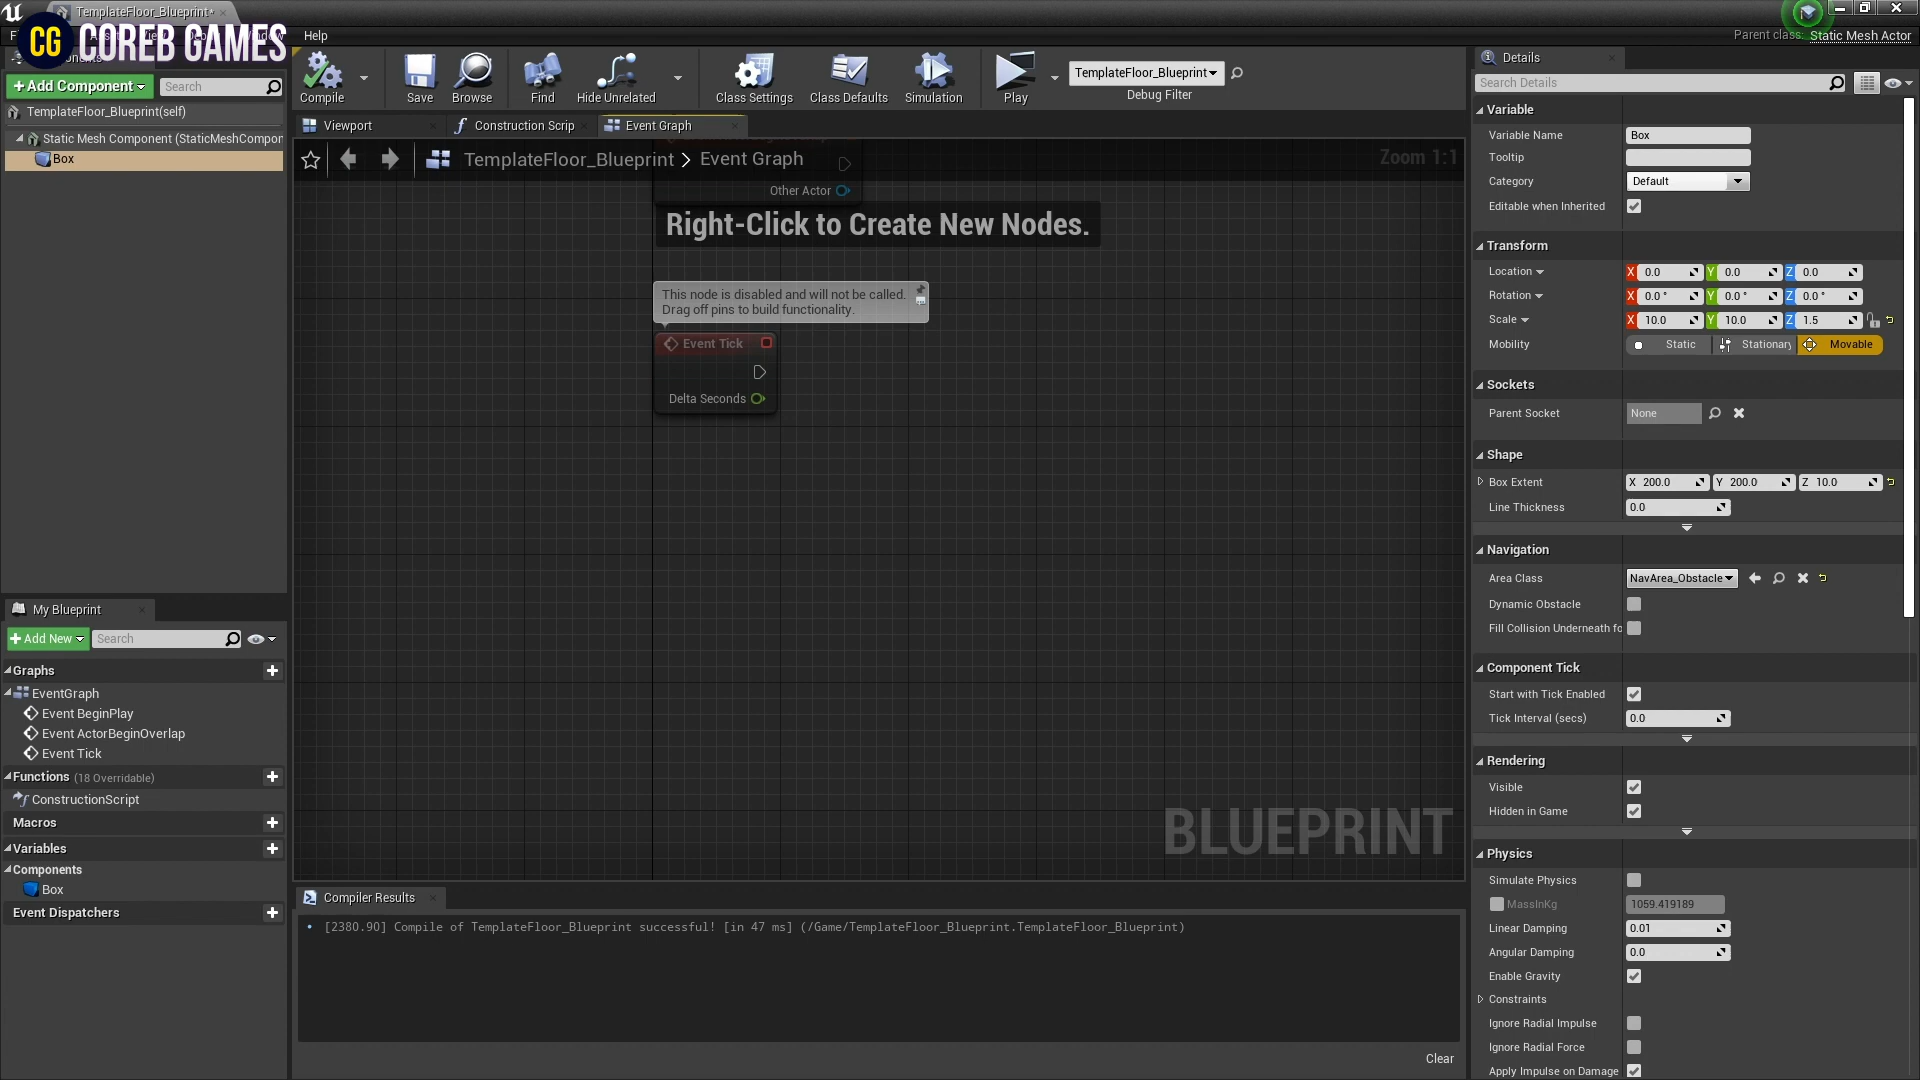 TemplateFloor_Blueprint*
CG COREB GAMES
Help
Parent class: Static Mesh Actor
Add Component
Search
TemplateFloor_Blueprint(self)
Static Mesh Component (StaticMeshCompor
Box
Compile
Save
Browse
Find
Hide Unrelated
Class Settings
Class Defaults
Simulation
Play
TemplateFloor_Blueprint
Debug Filter
Viewport
Construction Scrip
Event Graph
TemplateFloor_Blueprint > Event Graph
Zoom 1:1
Other Actor
Right-Click to Create New Nodes.
This node is disabled and will not be called.
Drag off pins to build functionality.
Event Tick
Delta Seconds
BLUEPRINT
My Blueprint
Add New
Search
Graphs
EventGraph
Event BeginPlay
Event ActorBeginOverlap
Event Tick
Functions (18 Overridable)
ConstructionScript
Macros
Variables
Components
Box
Event Dispatchers
Compiler Results
[2380.90] Compile of TemplateFloor_Blueprint successful! [in 47 ms] (/Game/TemplateFloor_Blueprint.TemplateFloor_Blueprint)
Clear
Details
Search Details
Variable
Variable Name Box
Tooltip
Category Default
Editable when Inherited
Transform
Location X 0.0 Y 0.0 Z 0.0
Rotation X 0.0 ° Y 0.0 ° Z 0.0 °
Scale X 10.0 Y 10.0 Z 1.5
Mobility Static Stationary Movable
Sockets
Parent Socket None
Shape
Box Extent X 200.0 Y 200.0 Z 10.0
Line Thickness 0.0
Navigation
Area Class NavArea_Obstacle
Dynamic Obstacle
Fill Collision Underneath fo
Component Tick
Start with Tick Enabled
Tick Interval (secs) 0.0
Rendering
Visible
Hidden in Game
Physics
Simulate Physics
MassInKg 1059.419189
Linear Damping 0.01
Angular Damping 0.0
Enable Gravity
Constraints
Ignore Radial Impulse
Ignore Radial Force
Apply Impulse on Damage